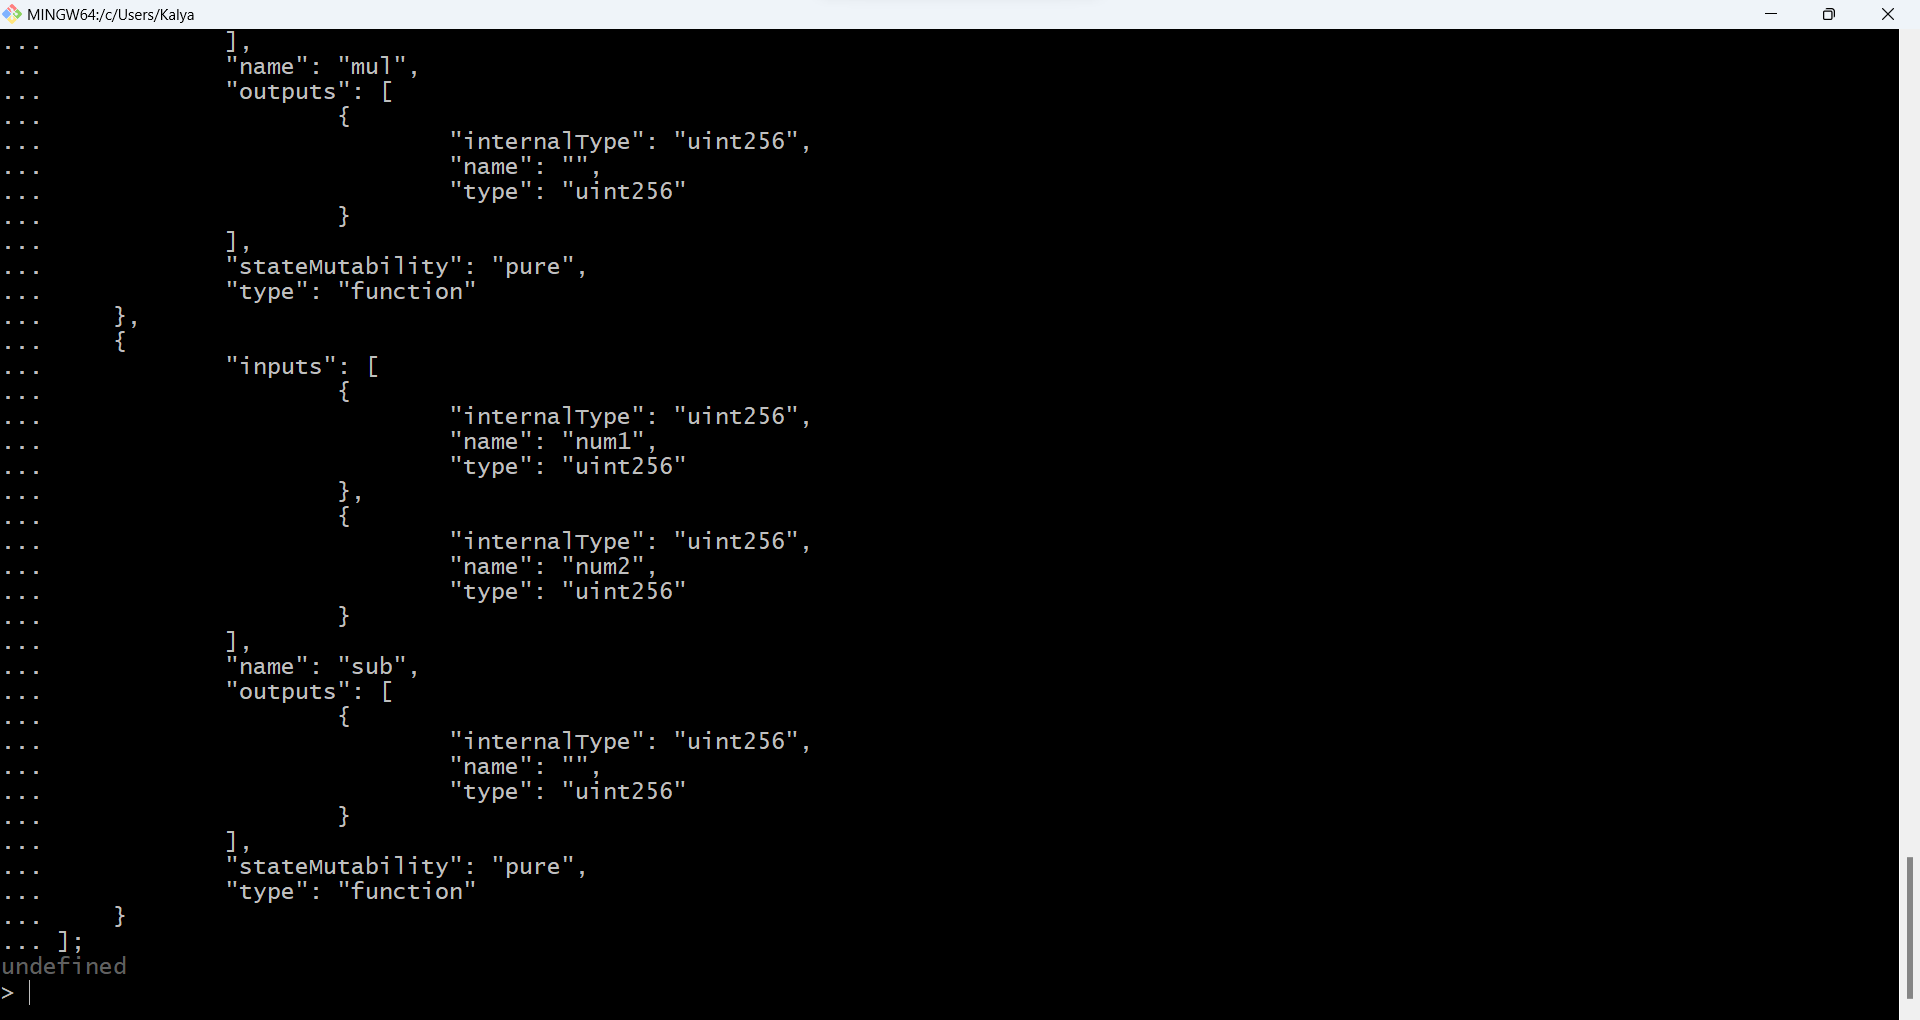 MINGW64:/c/Users/Kalya
... ],
... "name": "mul",
... "outputs": [
... {
... "internalType": "uint256",
... "name": "",
... "type": "uint256"
... }
... ],
... "stateMutability": "pure",
... "type": "function"
... },
... {
... "inputs": [
... {
... "internalType": "uint256",
... "name": "num1",
... "type": "uint256"
... },
... {
... "internalType": "uint256",
... "name": "num2",
... "type": "uint256"
... }
... ],
... "name": "sub",
... "outputs": [
... {
... "internalType": "uint256",
... "name": "",
... "type": "uint256"
... }
... ],
... "stateMutability": "pure",
... "type": "function"
... }
... ];
undefined
>